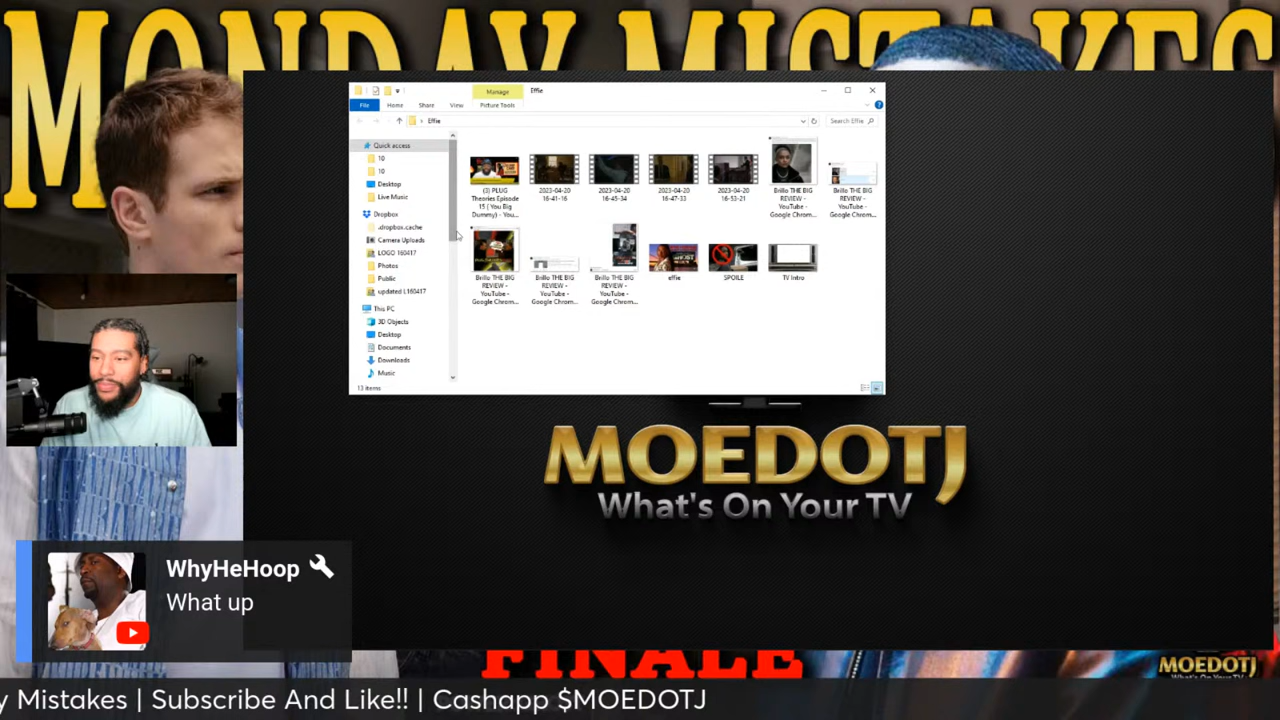 MONDAY MISTAKES
Manage
Effie
File
Home
Share
View
Picture Tools
Effie
Search Effie
Quick access
10
10
Desktop
Live Music
Dropbox
.dropbox.cache
Camera Uploads
LOGO 160417
Photos
Public
updated L160417
This PC
3D Objects
Desktop
Documents
Downloads
Music
13 items
(3) PLUG
Theories Episode
15 ( You Big
Dummy) - You...
2023-04-20
16-41-16
2023-04-20
16-45-34
2023-04-20
16-47-33
2023-04-20
16-53-21
Brillo THE BIG
REVIEW -
YouTube -
Google Chrom...
Brillo THE BIG
REVIEW -
YouTube -
Google Chrom...
Brillo THE BIG
REVIEW -
YouTube -
Google Chrom...
Brillo THE BIG
REVIEW -
YouTube -
Google Chrom...
Brillo THE BIG
REVIEW -
YouTube -
Google Chrom...
effie
SPOILE
TV Intro
MOEDOTJ
What's On Your TV
WhyHeHoop
What up
FINALE
MOEDOTJ
What's On Your TV
y Mistakes | Subscribe And Like!! | Cashapp $MOEDOTJ